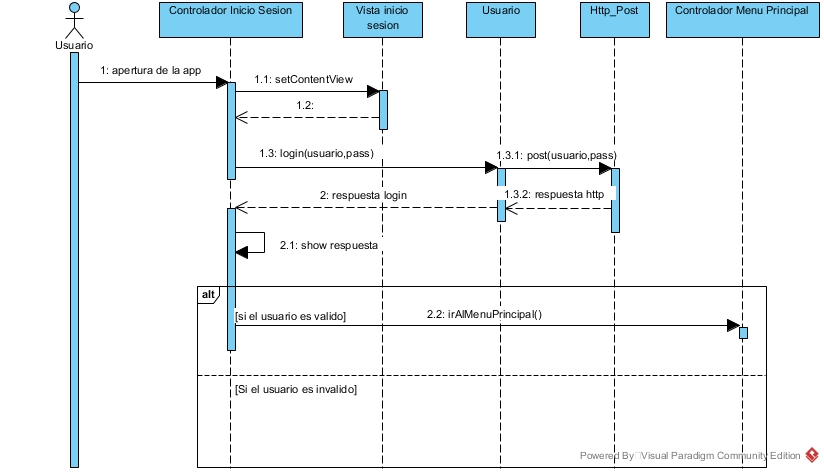 Controlador Inicio Sesion
Vista inicio
sesion
Usuario
Http_Post
Controlador Menu Principal
Usuario
1: apertura de la app
1.1: setContentView
1.2:
1.3: login(usuario,pass)
1.3.1: post(usuario,pass)
2: respuesta login
1.3.2: respuesta http
2.1: show respuesta
alt
[si el usuario es valido]
2.2: irAlMenuPrincipal()
[Si el usuario es invalido]
Powered By Visual Paradigm Community Edition